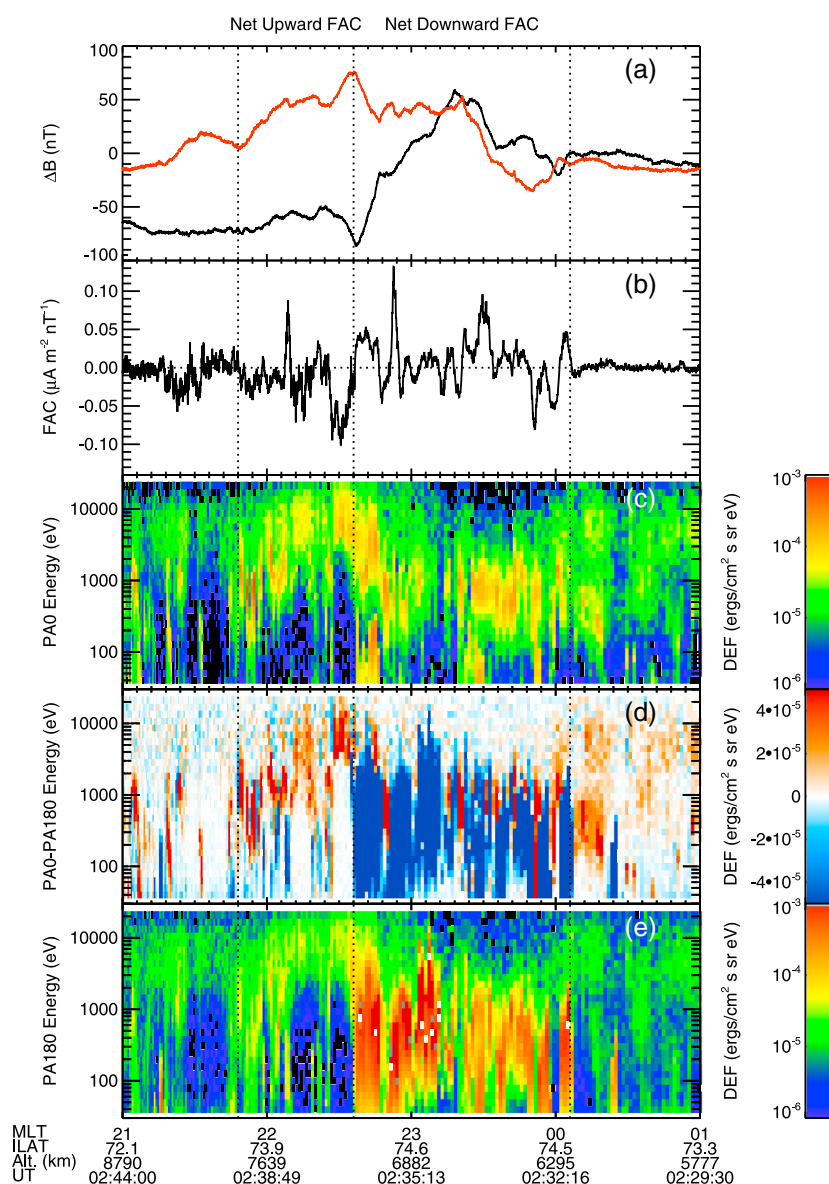 Net Upward FAC Net Downward FAC
(a)
100
50
0
-50
-100
ΔB (nT)
(b)
0.10
0.05
0.00
-0.05
-0.10
FAC (μA m⁻² nT⁻¹)
(c)
10000
1000
100
PA0 Energy (eV)
10⁻³
10⁻⁴
10⁻⁵
10⁻⁶
DEF (ergs/cm² s sr eV)
(d)
10000
1000
100
PA0-PA180 Energy (eV)
4•10⁻⁵
2•10⁻⁵
0
-2•10⁻⁵
-4•10⁻⁵
DEF (ergs/cm² s sr eV)
(e)
10000
1000
100
PA180 Energy (eV)
10⁻³
10⁻⁴
10⁻⁵
10⁻⁶
DEF (ergs/cm² s sr eV)
MLT 21 22 23 00 01
ILAT 72.1 73.9 74.6 74.5 73.3
Alt. (km) 8790 7639 6882 6295 5777
UT 02:44:00 02:38:49 02:35:13 02:32:16 02:29:30